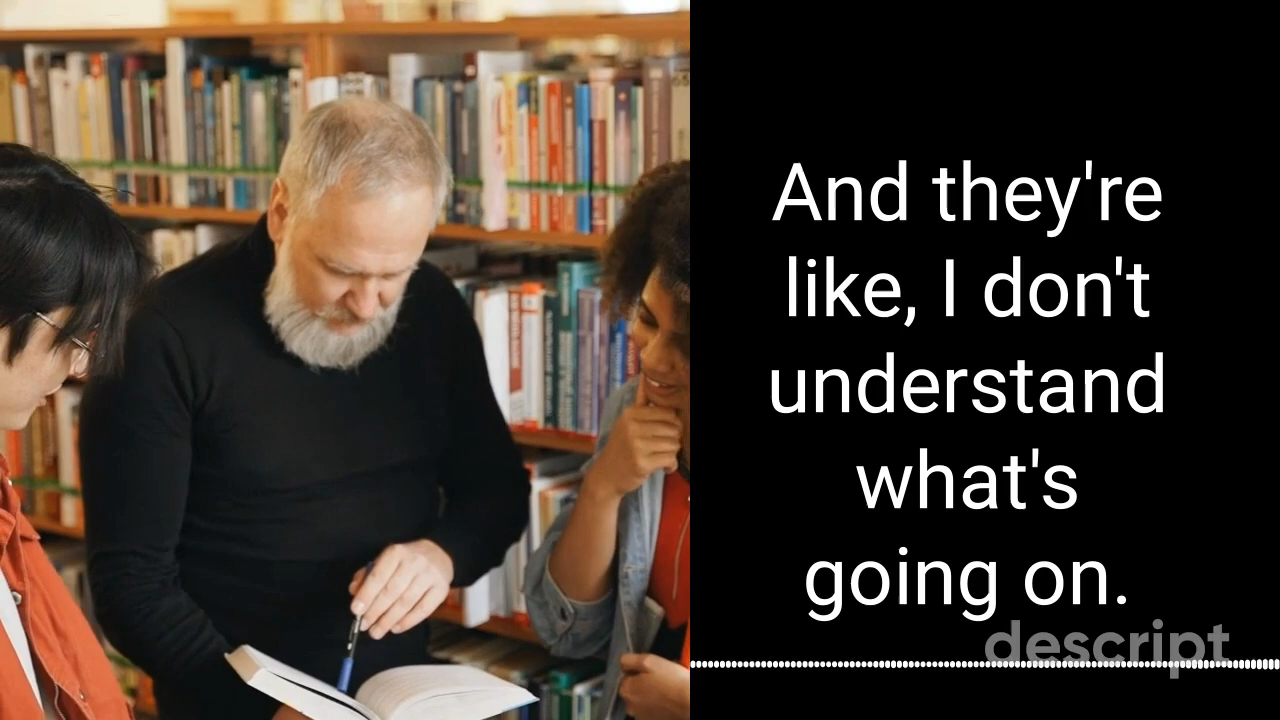 And they're
like, I don't
understand
what's
going on.
descript